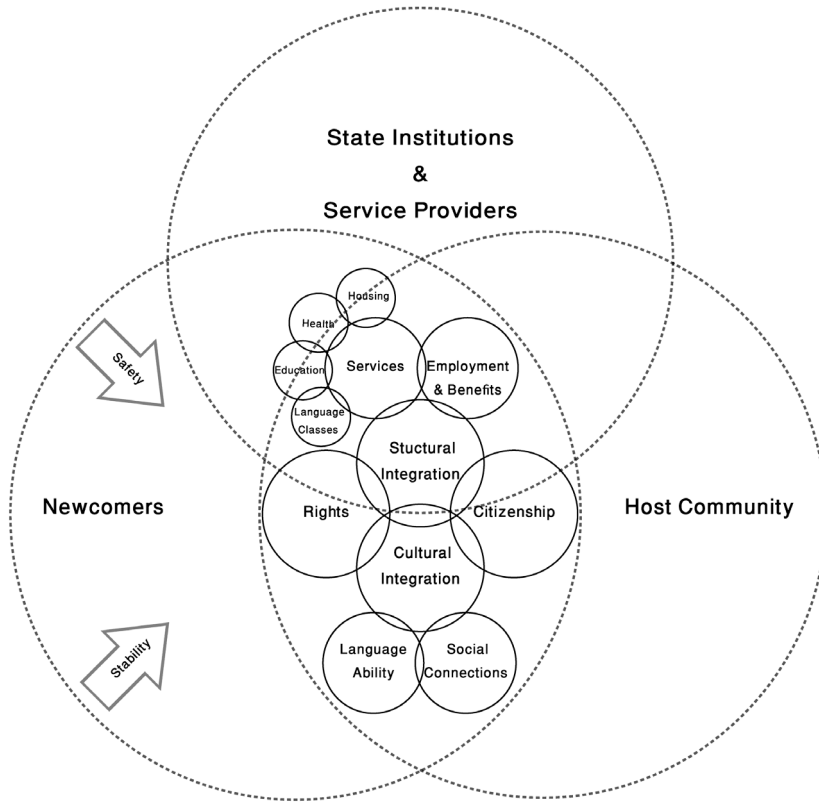 State Institutions
&
Service Providers
Housing
Health
Education
Language
Classes
Services
Employment
& Benefits
Safety
Stuctural
Integration
Newcomers
Rights
Citizenship
Host Community
Cultural
Integration
Stability
Language
Ability
Social
Connections